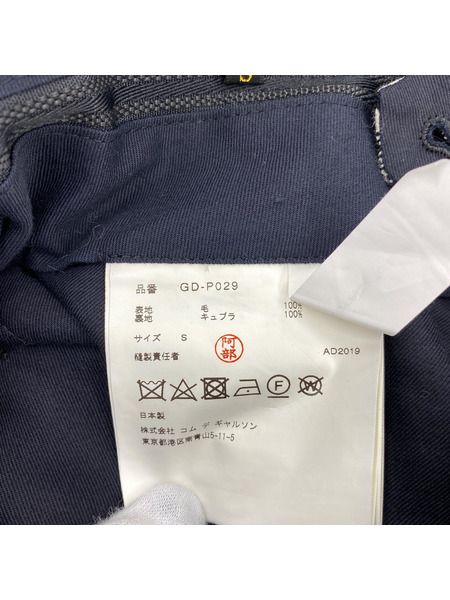 品番 GD-P029
表地 毛 100%
裏地 キュプラ 100%
サイズ S
縫製責任者 阿部 AD2019
日本製
株式会社 コム デ ギャルソン
東京都港区南青山5-11-5